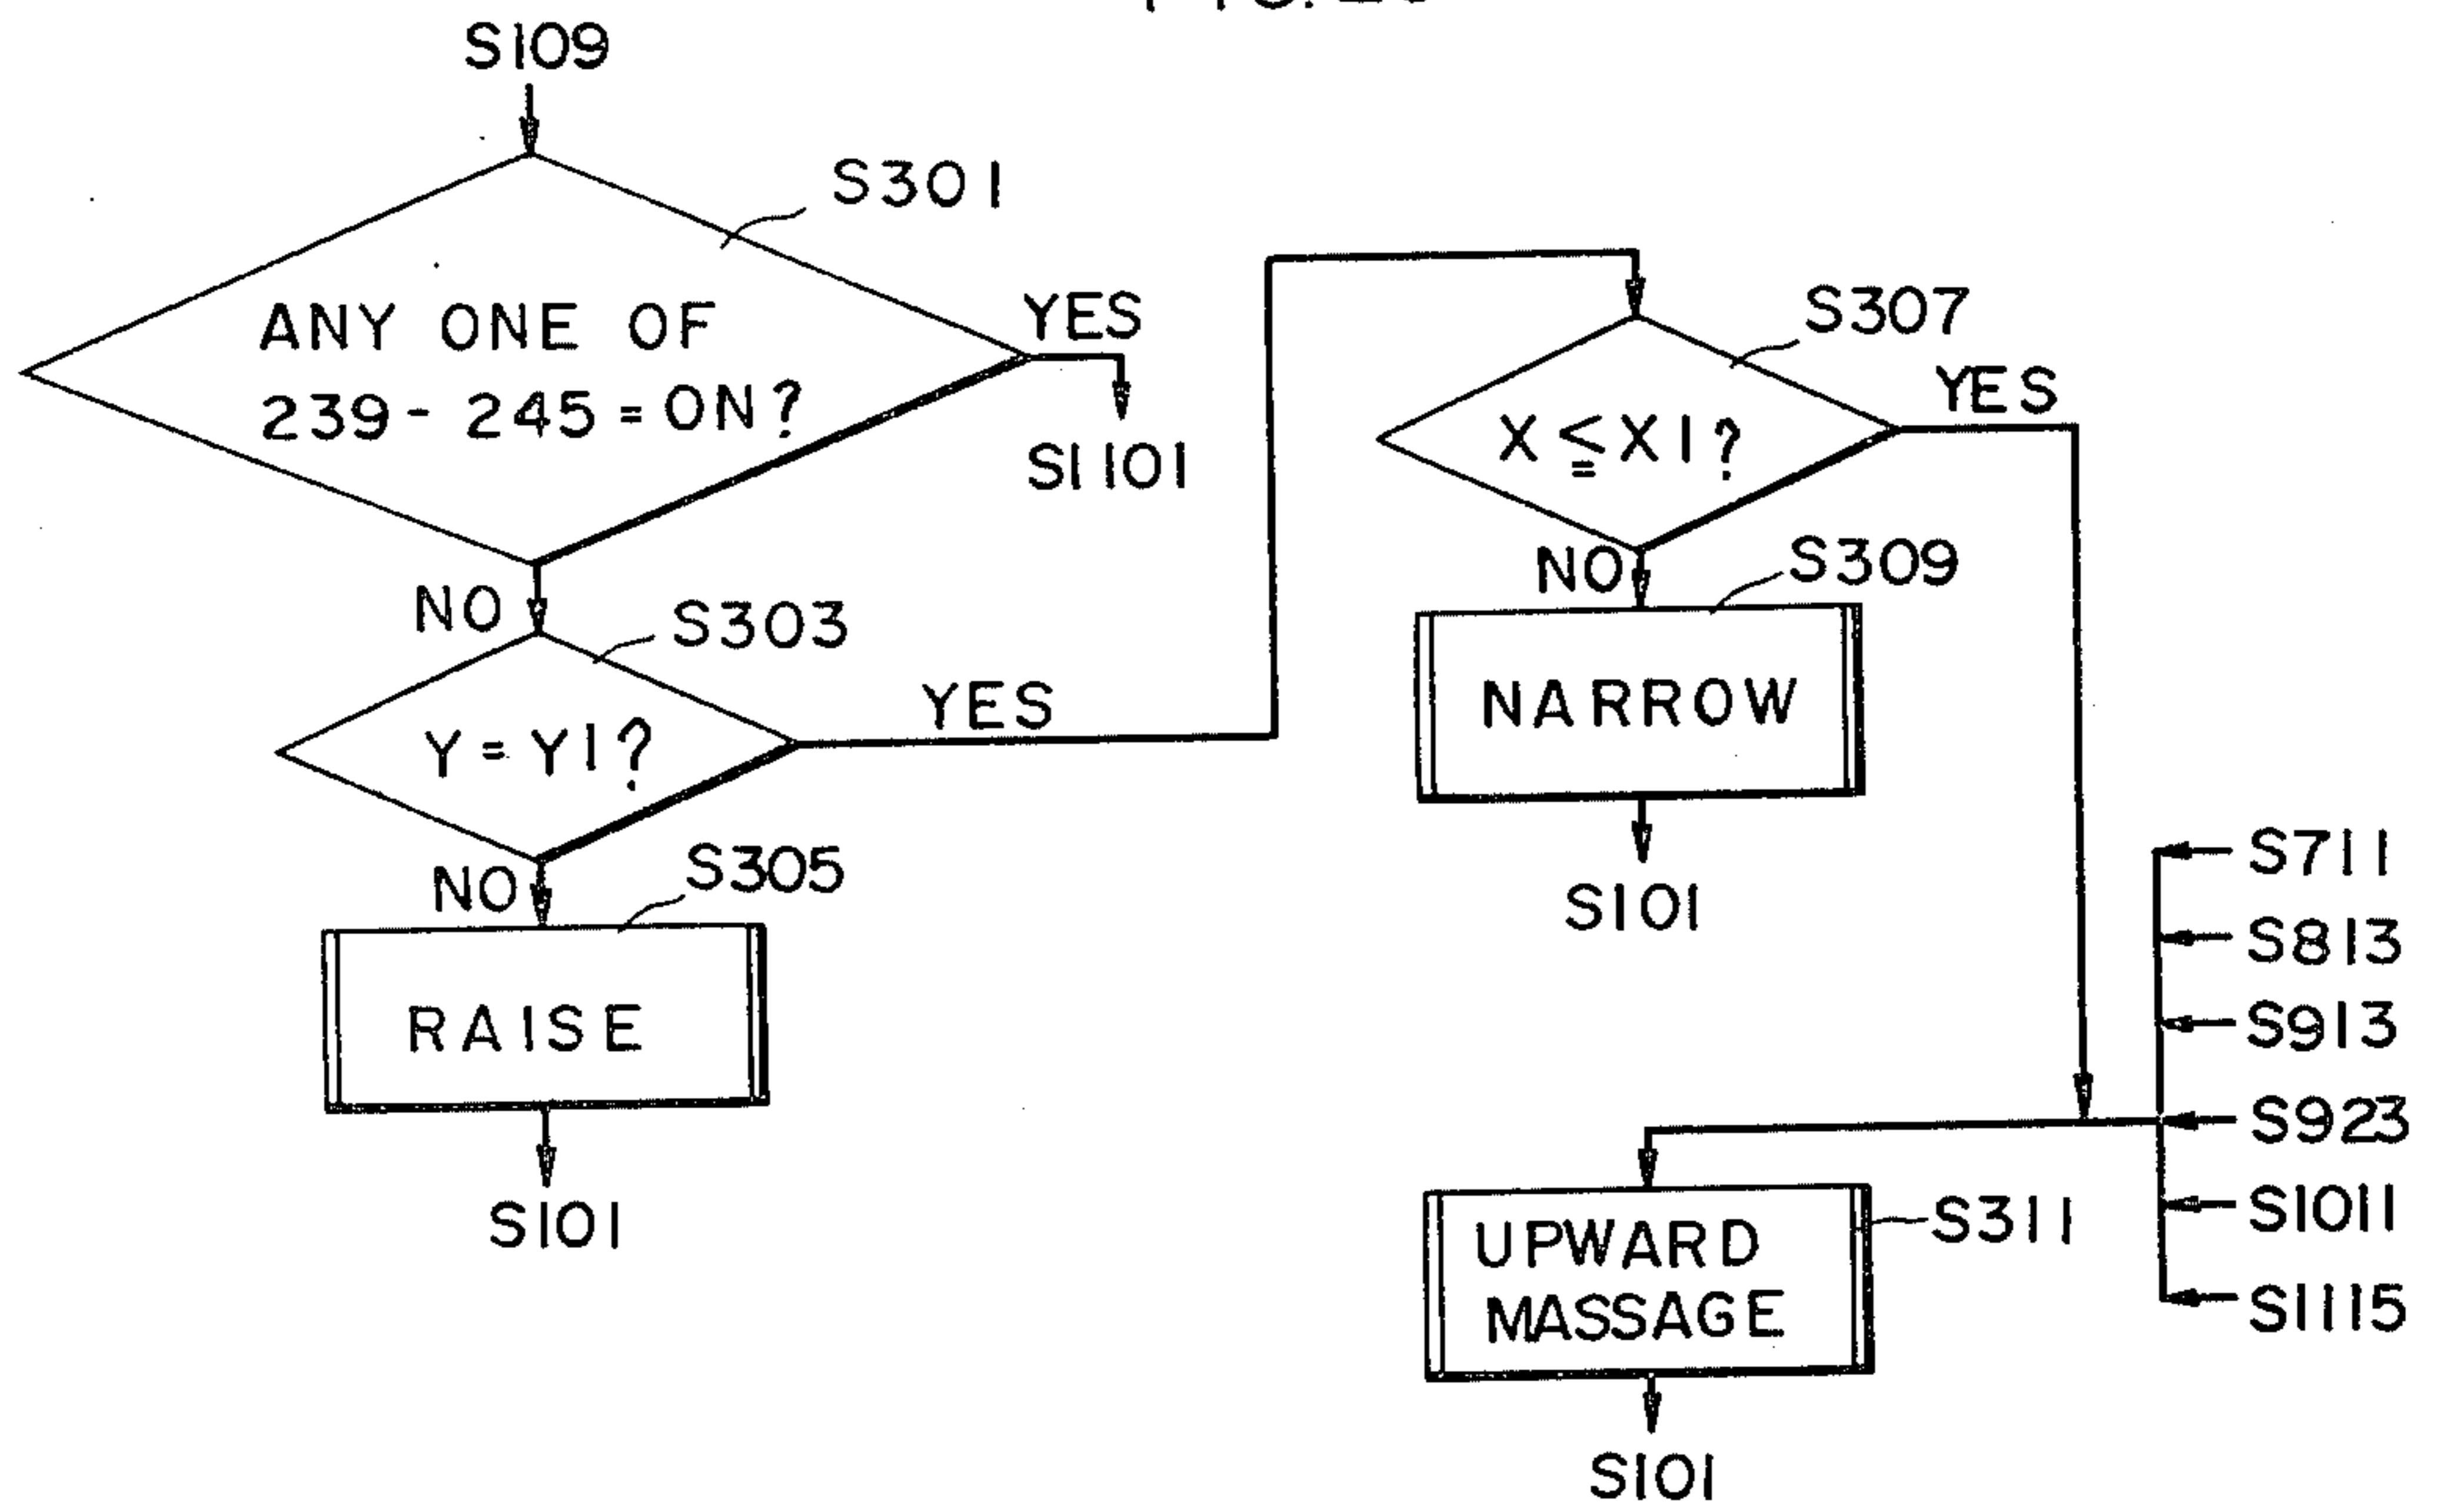 S109
S301
ANY ONE OF
239 - 245 = ON?
YES
S1101
NO
S303
Y = Y1?
YES
NO
S305
RAISE
S101
S307
X ≦ X1?
YES
NO
S309
NARROW
S101
S711
S813
S913
S923
S1011
S1115
UPWARD
MASSAGE
S311
S101